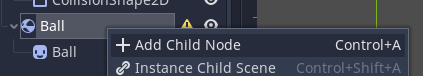 CollisionShape2D
Ball
Add Child Node Control+A
Ball
Instance Child Scene Control+Shift+A